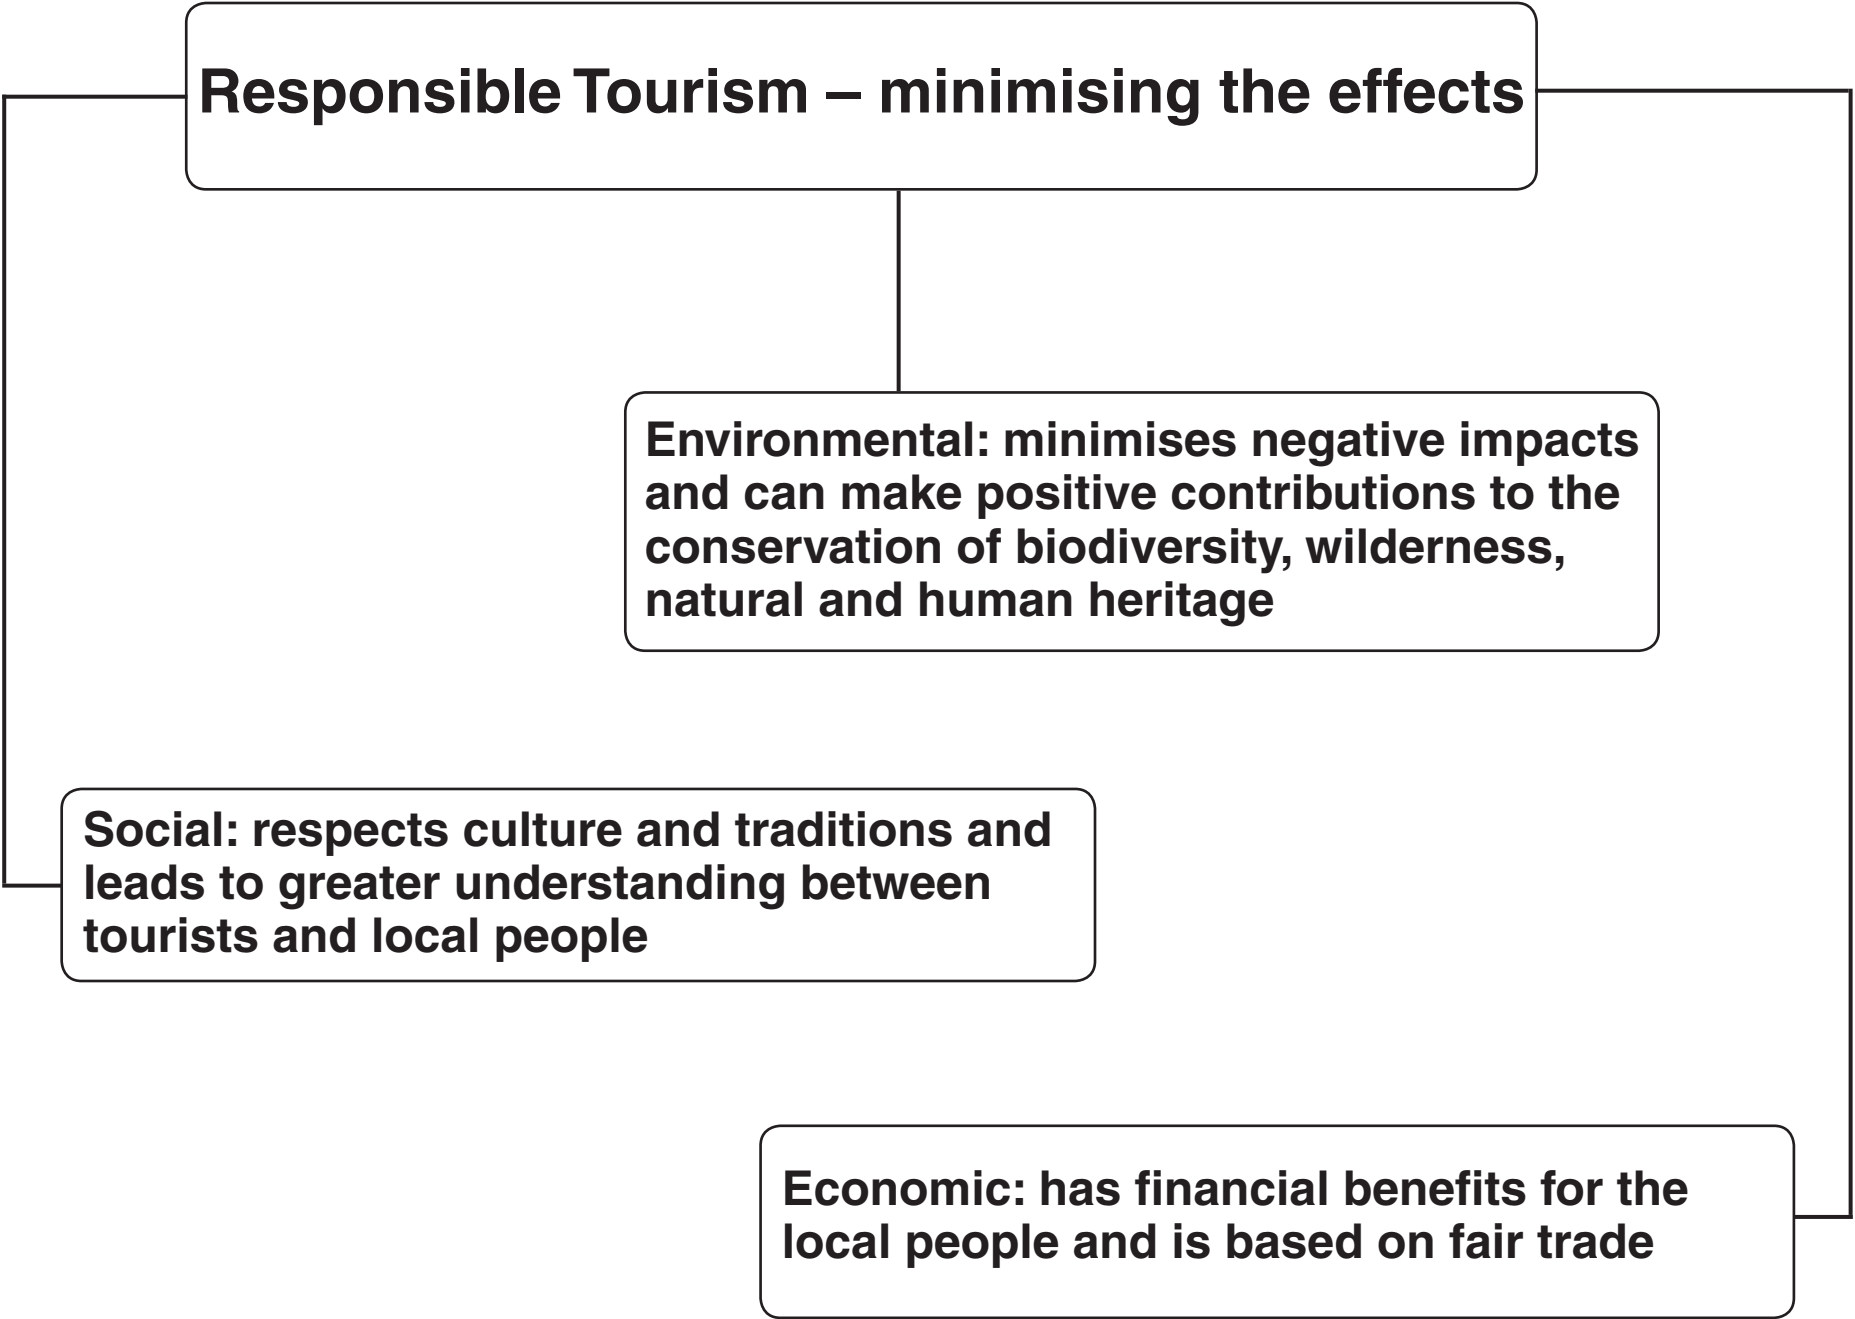 Responsible Tourism – minimising the effects
Environmental: minimises negative impacts
and can make positive contributions to the
conservation of biodiversity, wilderness,
natural and human heritage
Social: respects culture and traditions and
leads to greater understanding between
tourists and local people
Economic: has financial benefits for the
local people and is based on fair trade